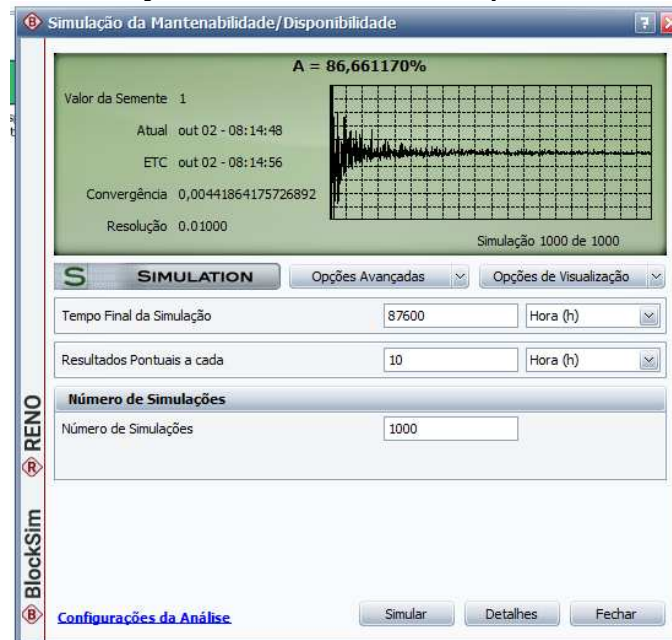 Simulação da Mantenabilidade/Disponibilidade
A = 86,661170%
Valor da Semente 1
Atual out 02 - 08:14:48
ETC out 02 - 08:14:56
Convergência 0,00441864175726892
Resolução 0.01000
Simulação 1000 de 1000
S SIMULATION
Opções Avançadas
Opções de Visualização
Tempo Final da Simulação 87600 Hora (h)
Resultados Pontuais a cada 10 Hora (h)
Número de Simulações
Número de Simulações 1000
BlockSim RENO
Configurações da Análise
Simular
Detalhes
Fechar